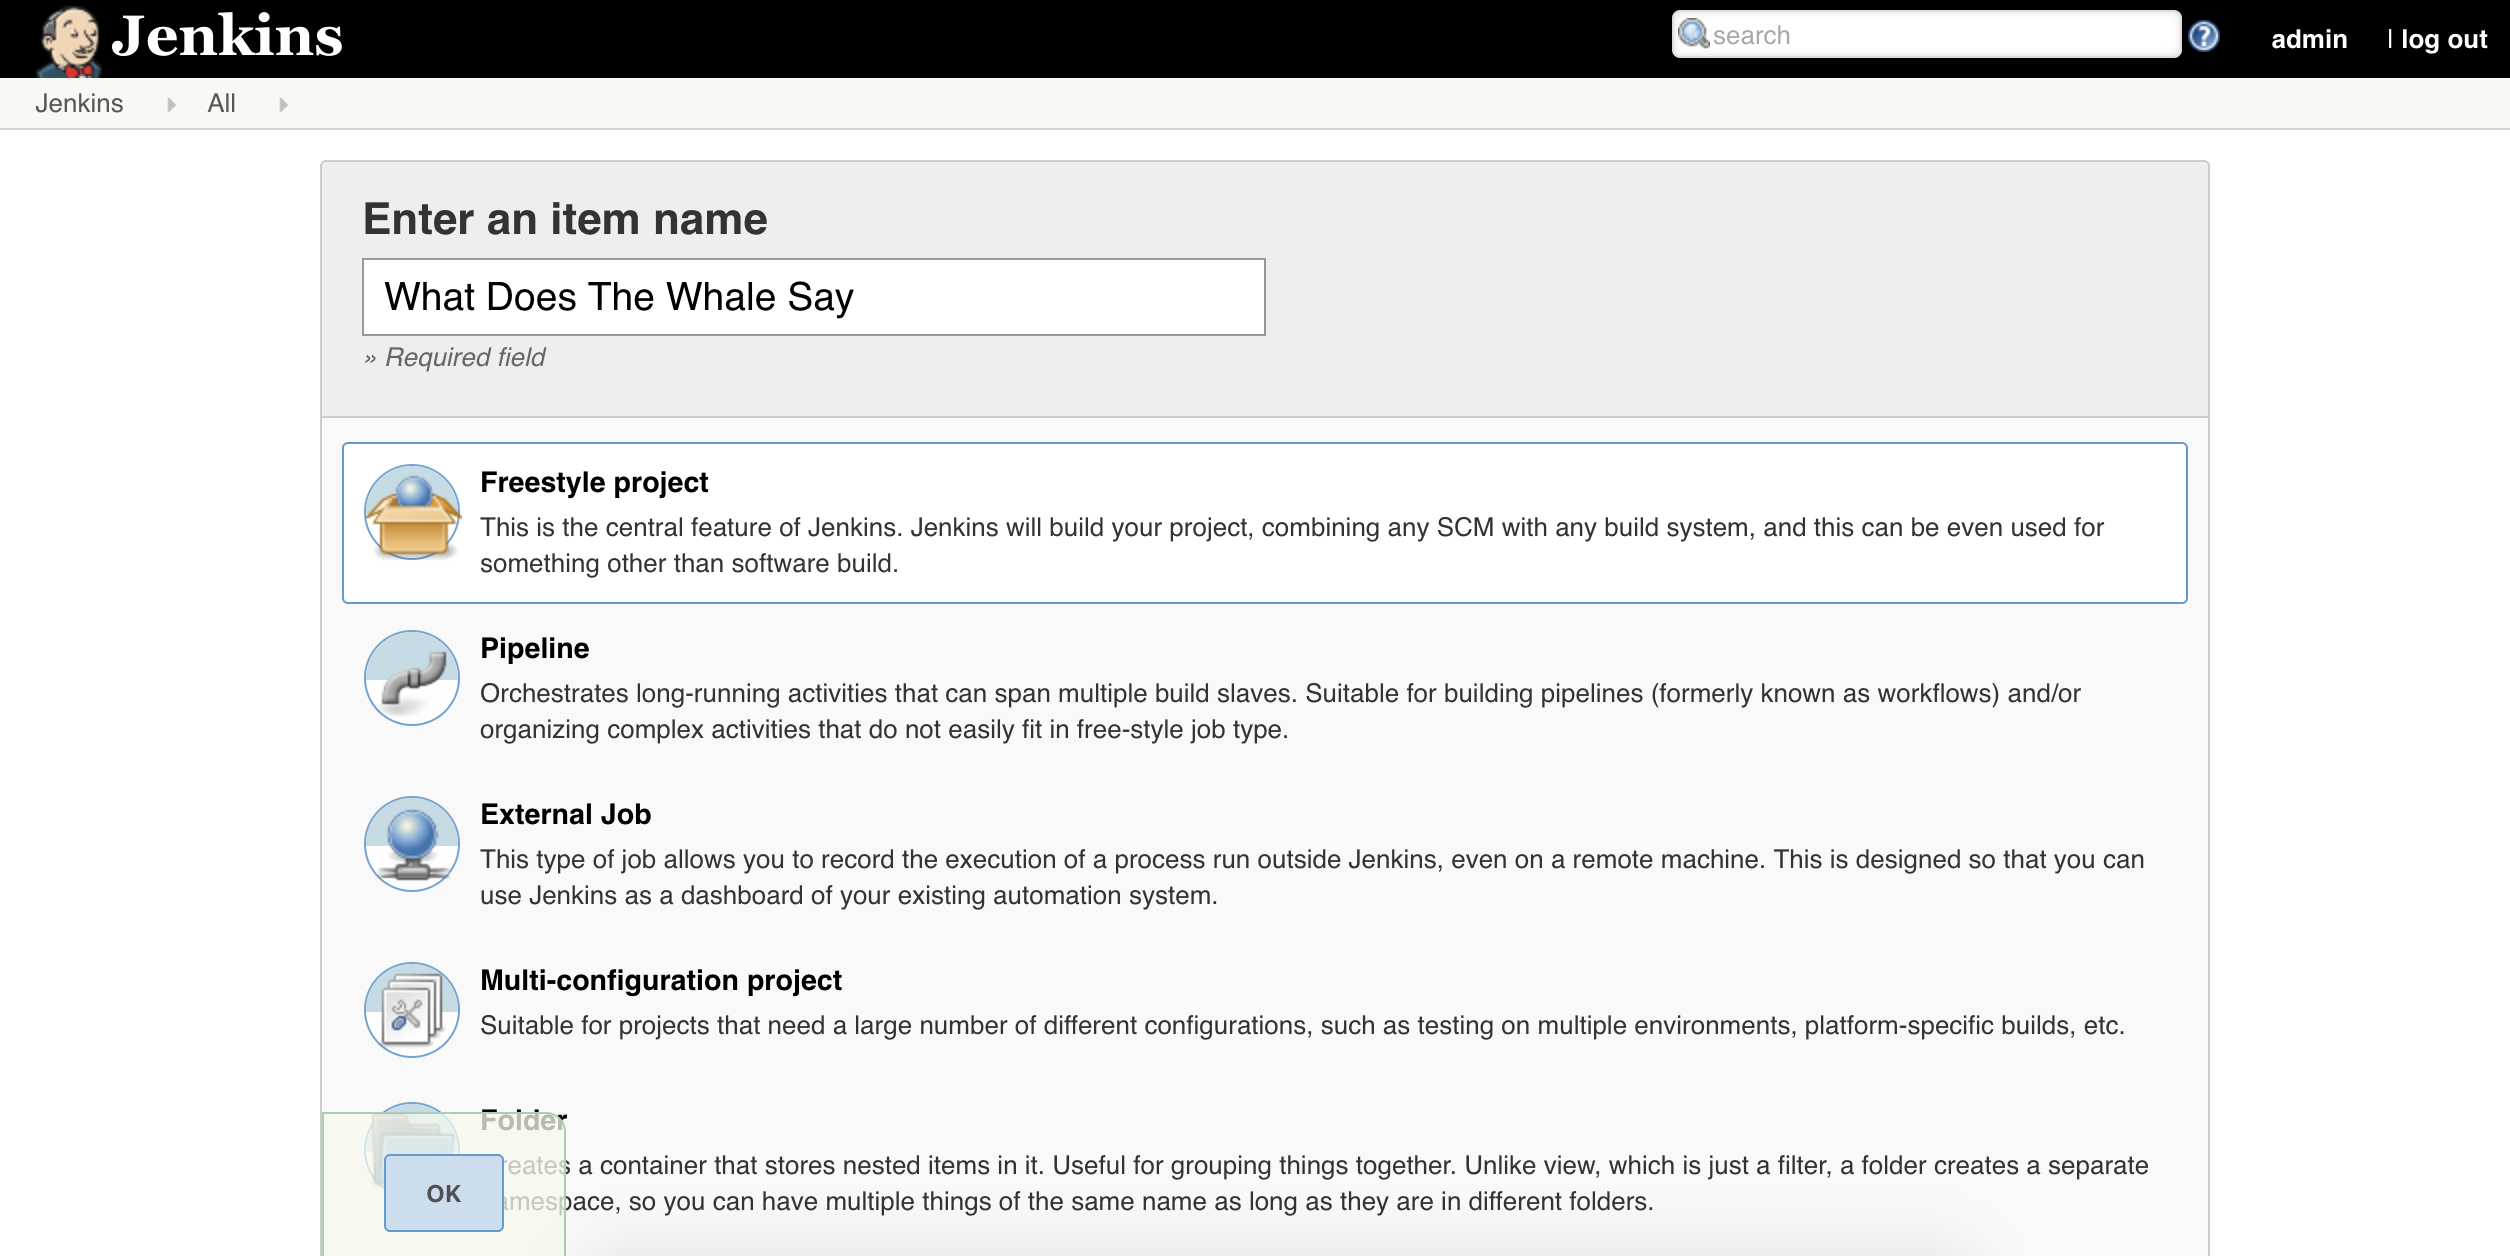 Jenkins
search
admin
| log out
Jenkins
All
Enter an item name
What Does The Whale Say
» Required field
Freestyle project
This is the central feature of Jenkins. Jenkins will build your project, combining any SCM with any build system, and this can be even used for
something other than software build.
Pipeline
Orchestrates long-running activities that can span multiple build slaves. Suitable for building pipelines (formerly known as workflows) and/or
organizing complex activities that do not easily fit in free-style job type.
External Job
This type of job allows you to record the execution of a process run outside Jenkins, even on a remote machine. This is designed so that you can
use Jenkins as a dashboard of your existing automation system.
Multi-configuration project
Suitable for projects that need a large number of different configurations, such as testing on multiple environments, platform-specific builds, etc.
Folder
reates a container that stores nested items in it. Useful for grouping things together. Unlike view, which is just a filter, a folder creates a separate
amespace, so you can have multiple things of the same name as long as they are in different folders.
OK